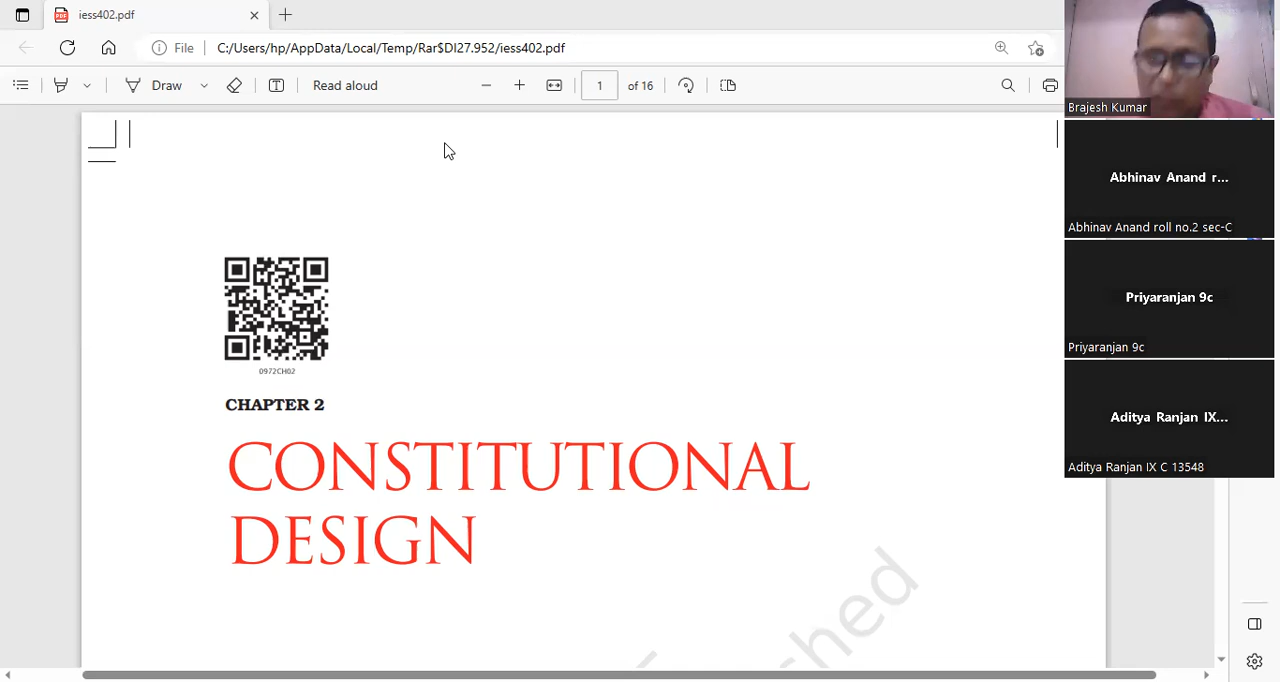 iess402.pdf
File
C:/Users/hp/AppData/Local/Temp/Rar$DI27.952/iess402.pdf
Draw
Read aloud
1
of 16
Brajesh Kumar
Abhinav Anand r...
Abhinav Anand roll no.2 sec-C
Priyaranjan 9c
Priyaranjan 9c
Aditya Ranjan IX...
Aditya Ranjan IX C 13548
0972CH02
CHAPTER 2
CONSTITUTIONAL
DESIGN